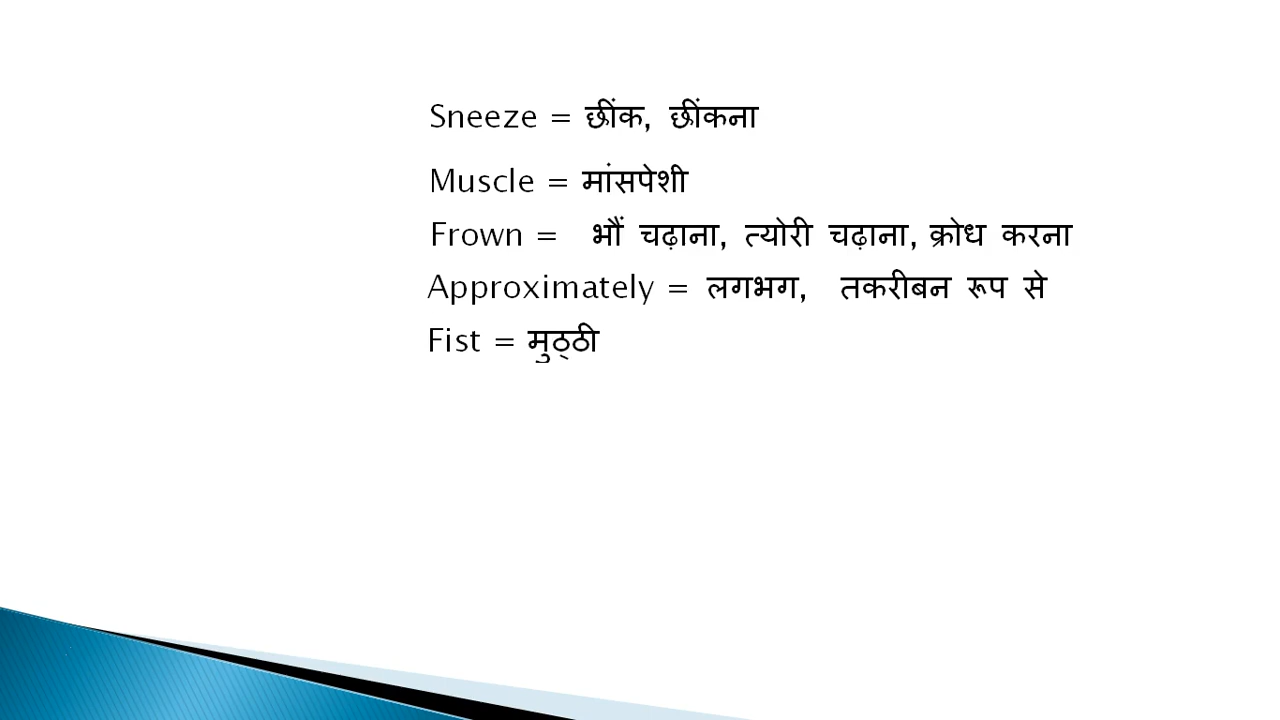 Sneeze = छींक, छींकना
Muscle = मांसपेशी
Frown = भौं चढ़ाना, त्योरी चढ़ाना, क्रोध करना
Approximately = लगभग, तकरीबन रूप से
Fist = मुठ्ठी